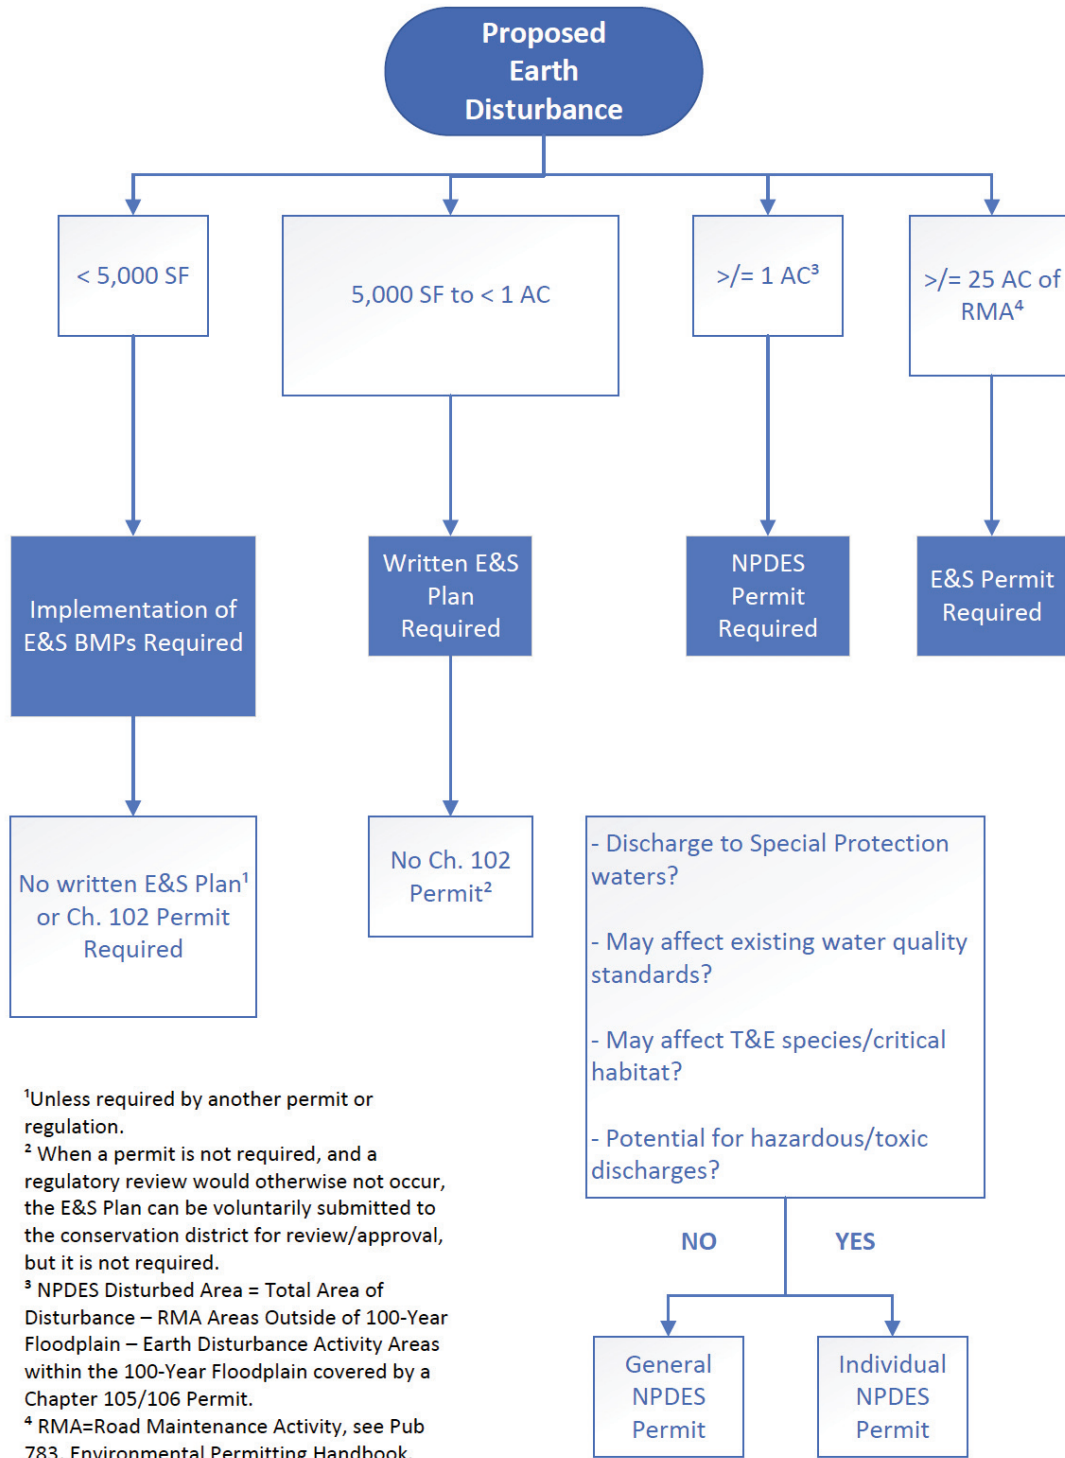 Proposed
Earth
Disturbance
< 5,000 SF
5,000 SF to < 1 AC
>/= 1 AC³
>/= 25 AC of
RMA⁴
Implementation of
E&S BMPs Required
Written E&S
Plan
Required
NPDES
Permit
Required
E&S Permit
Required
No written E&S Plan¹
or Ch. 102 Permit
Required
No Ch. 102
Permit²
- Discharge to Special Protection
waters?
- May affect existing water quality
standards?
- May affect T&E species/critical
habitat?
- Potential for hazardous/toxic
discharges?
NO
YES
General
NPDES
Permit
Individual
NPDES
Permit
¹Unless required by another permit or
regulation.
² When a permit is not required, and a
regulatory review would otherwise not occur,
the E&S Plan can be voluntarily submitted to
the conservation district for review/approval,
but it is not required.
³ NPDES Disturbed Area = Total Area of
Disturbance – RMA Areas Outside of 100-Year
Floodplain – Earth Disturbance Activity Areas
within the 100-Year Floodplain covered by a
Chapter 105/106 Permit.
⁴ RMA=Road Maintenance Activity, see Pub
783, Environmental Permitting Handbook.